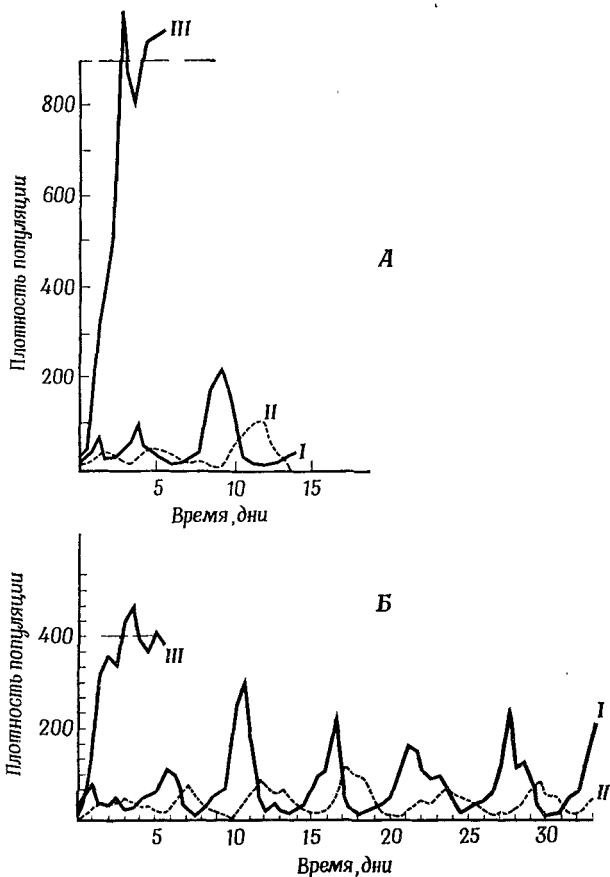 III
800
600
А
400
200
II
I
5
10
15
Плотность популяции
Время, дни
Б
400
III
200
I
II
5
10
15
20
25
30
Плотность популяции
Время, дни